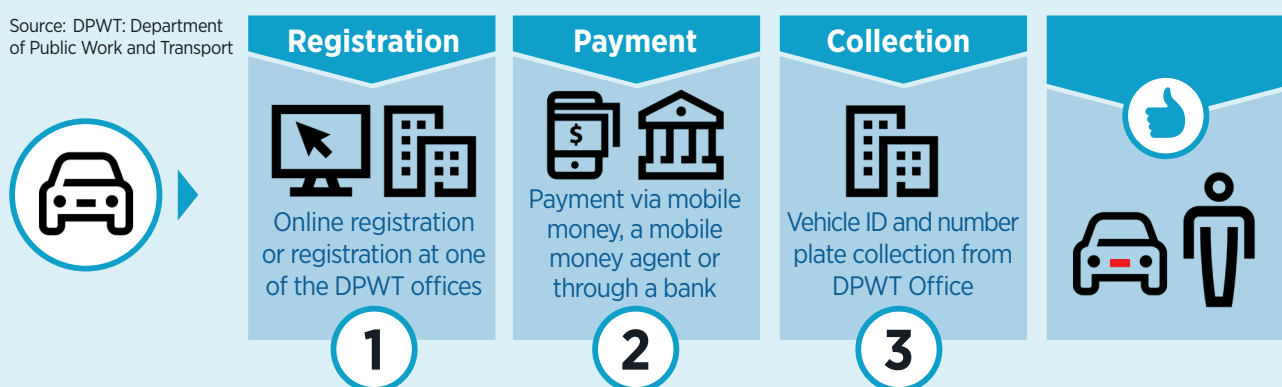 Source: DPWT: Department
of Public Work and Transport
Registration
Online registration
or registration at one
of the DPWT offices
1
Payment
$
Payment via mobile
money, a mobile
money agent or
through a bank
2
Collection
Vehicle ID and number
plate collection from
DPWT Office
3